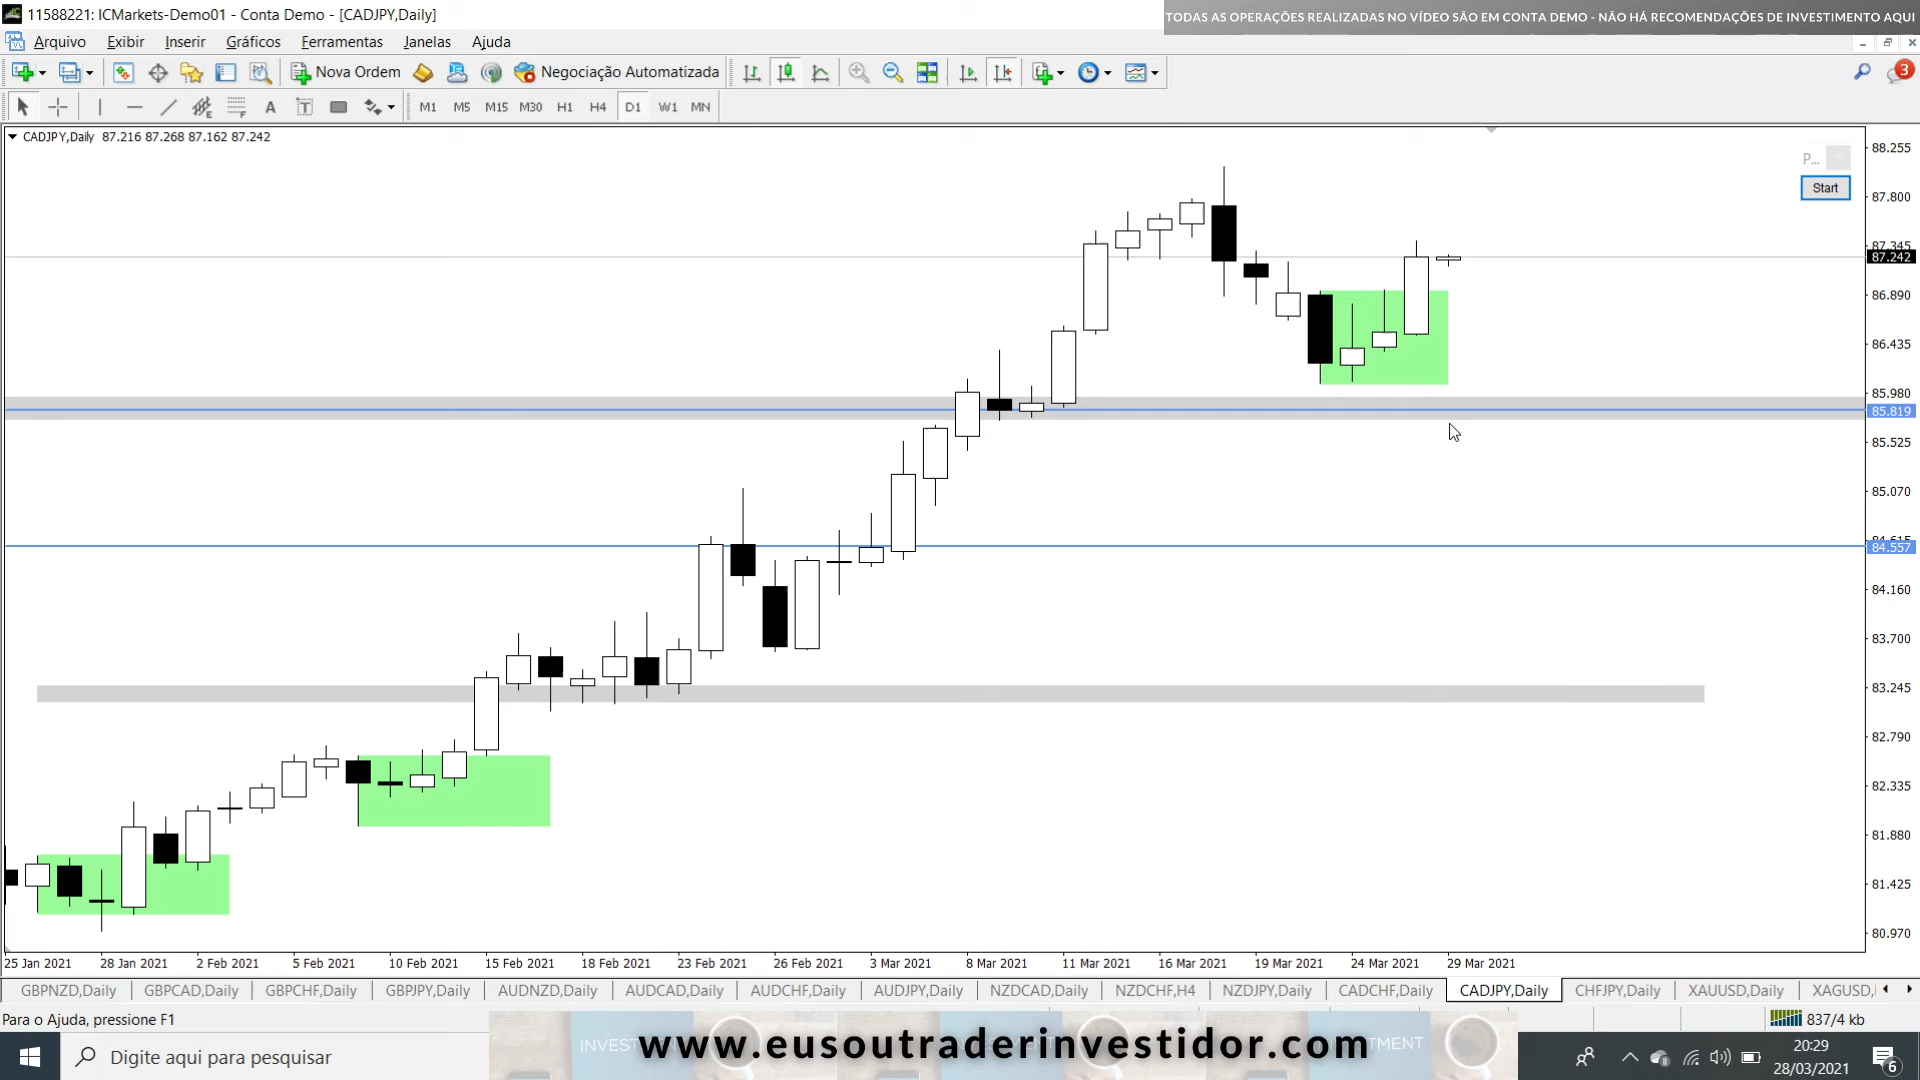 11588221: ICMarkets-Demo01 - Conta Demo - [CADJPY,Daily]
TODAS AS OPERAÇÕES REALIZADAS NO VÍDEO SÃO EM CONTA DEMO - NÃO HÁ RECOMENDAÇÕES DE INVESTIMENTO AQUI
Arquivo Exibir Inserir Gráficos Ferramentas Janelas Ajuda
Nova Ordem Negociação Automatizada 3
A T M1 M5 M15 M30 H1 H4 D1 W1 MN
CADJPY,Daily 87.216 87.268 87.162 87.242
P...
Start
88.255
87.800
87.345
87.242
86.890
86.435
85.980
85.819
85.525
85.070
84.615
84.557
84.160
83.700
83.245
82.790
82.335
81.880
81.425
80.970
25 Jan 2021 28 Jan 2021 2 Feb 2021 5 Feb 2021 10 Feb 2021 15 Feb 2021 18 Feb 2021 23 Feb 2021 26 Feb 2021 3 Mar 2021 8 Mar 2021 11 Mar 2021 16 Mar 2021 19 Mar 2021 24 Mar 2021 29 Mar 2021
GBPNZD,Daily GBPCAD,Daily GBPCHF,Daily GBPJPY,Daily AUDNZD,Daily AUDCAD,Daily AUDCHF,Daily AUDJPY,Daily NZDCAD,Daily NZDCHF,H4 NZDJPY,Daily CADCHF,Daily CADJPY,Daily CHFJPY,Daily XAUUSD,Daily XAGUSD,
Para o Ajuda, pressione F1
837/4 kb
Digite aqui para pesquisar
www.eusoutraderinvestidor.com
20:29
28/03/2021
6